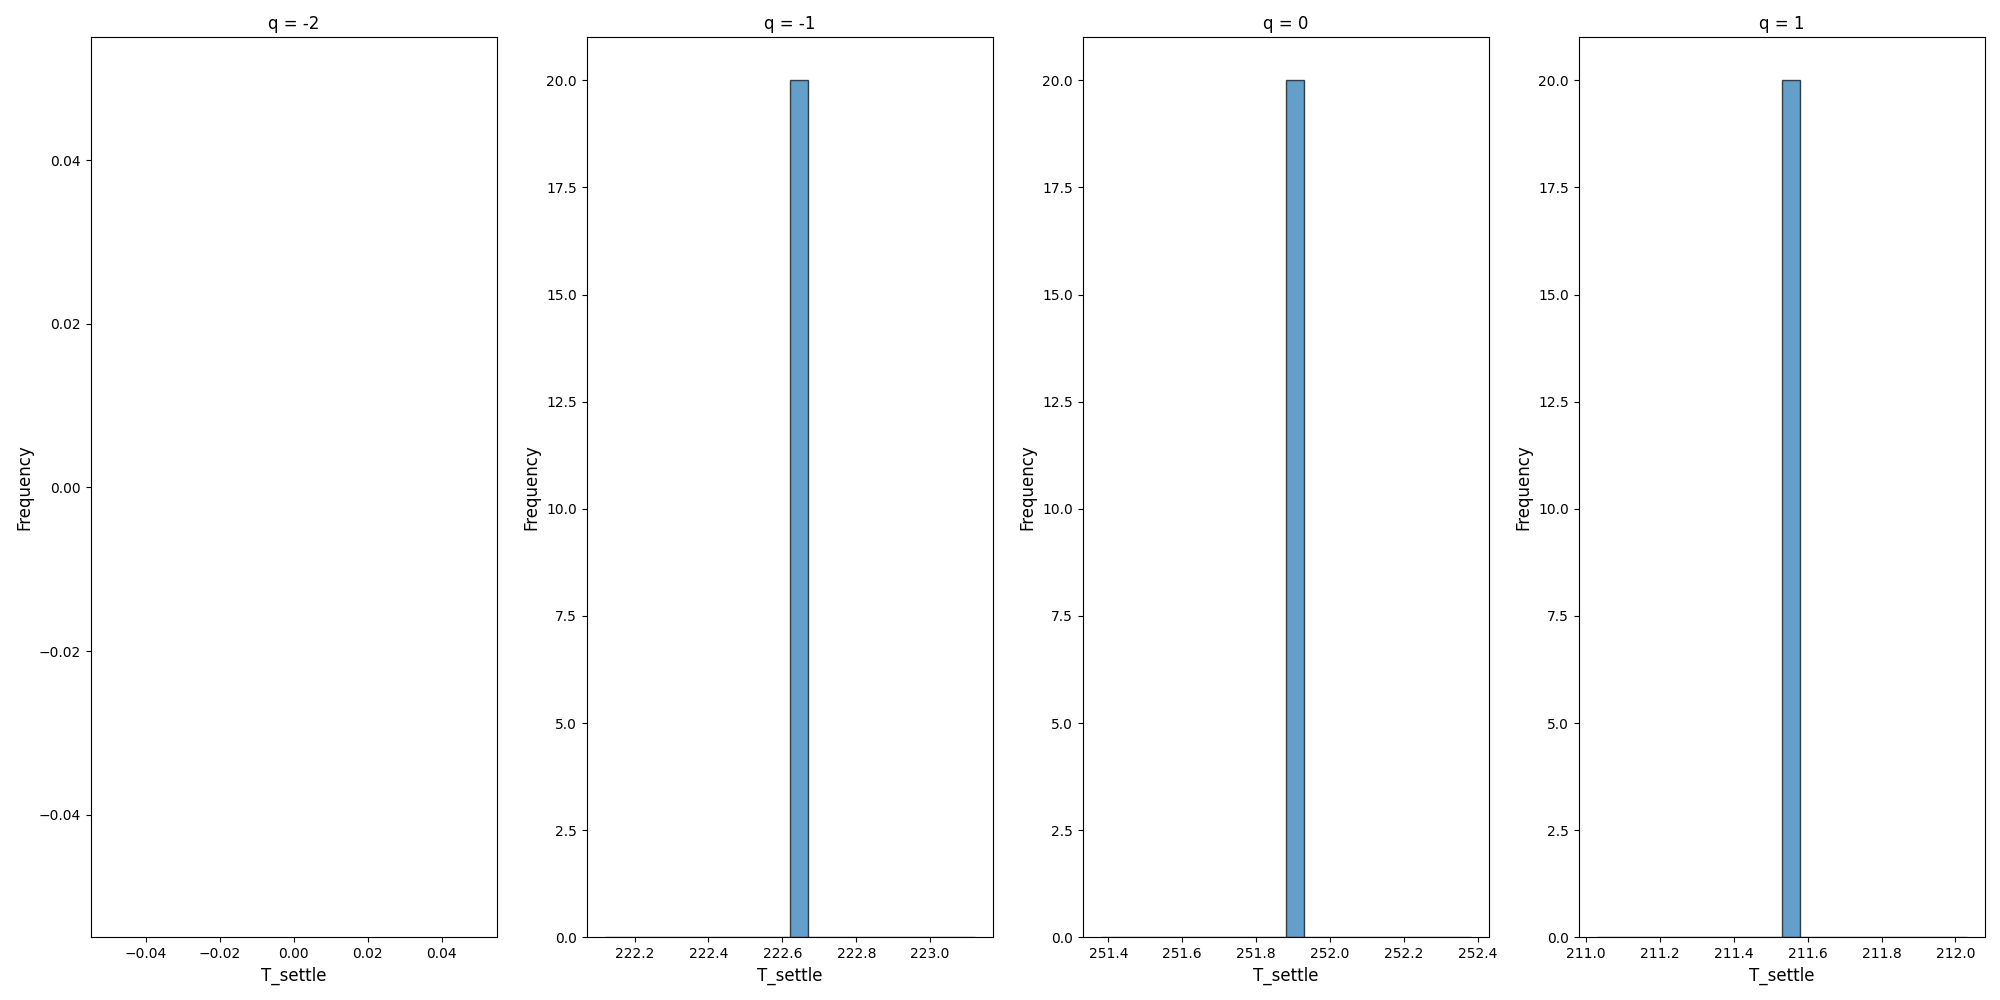 q = -2
0.04
0.02
0.00
−0.02
−0.04
Frequency
−0.04 −0.02 0.00 0.02 0.04
T_settle
q = -1
20.0
17.5
15.0
12.5
10.0
7.5
5.0
2.5
0.0
Frequency
222.2 222.4 222.6 222.8 223.0
T_settle
q = 0
20.0
17.5
15.0
12.5
10.0
7.5
5.0
2.5
0.0
Frequency
251.4 251.6 251.8 252.0 252.2 252.4
T_settle
q = 1
20.0
17.5
15.0
12.5
10.0
7.5
5.0
2.5
0.0
Frequency
211.0 211.2 211.4 211.6 211.8 212.0
T_settle